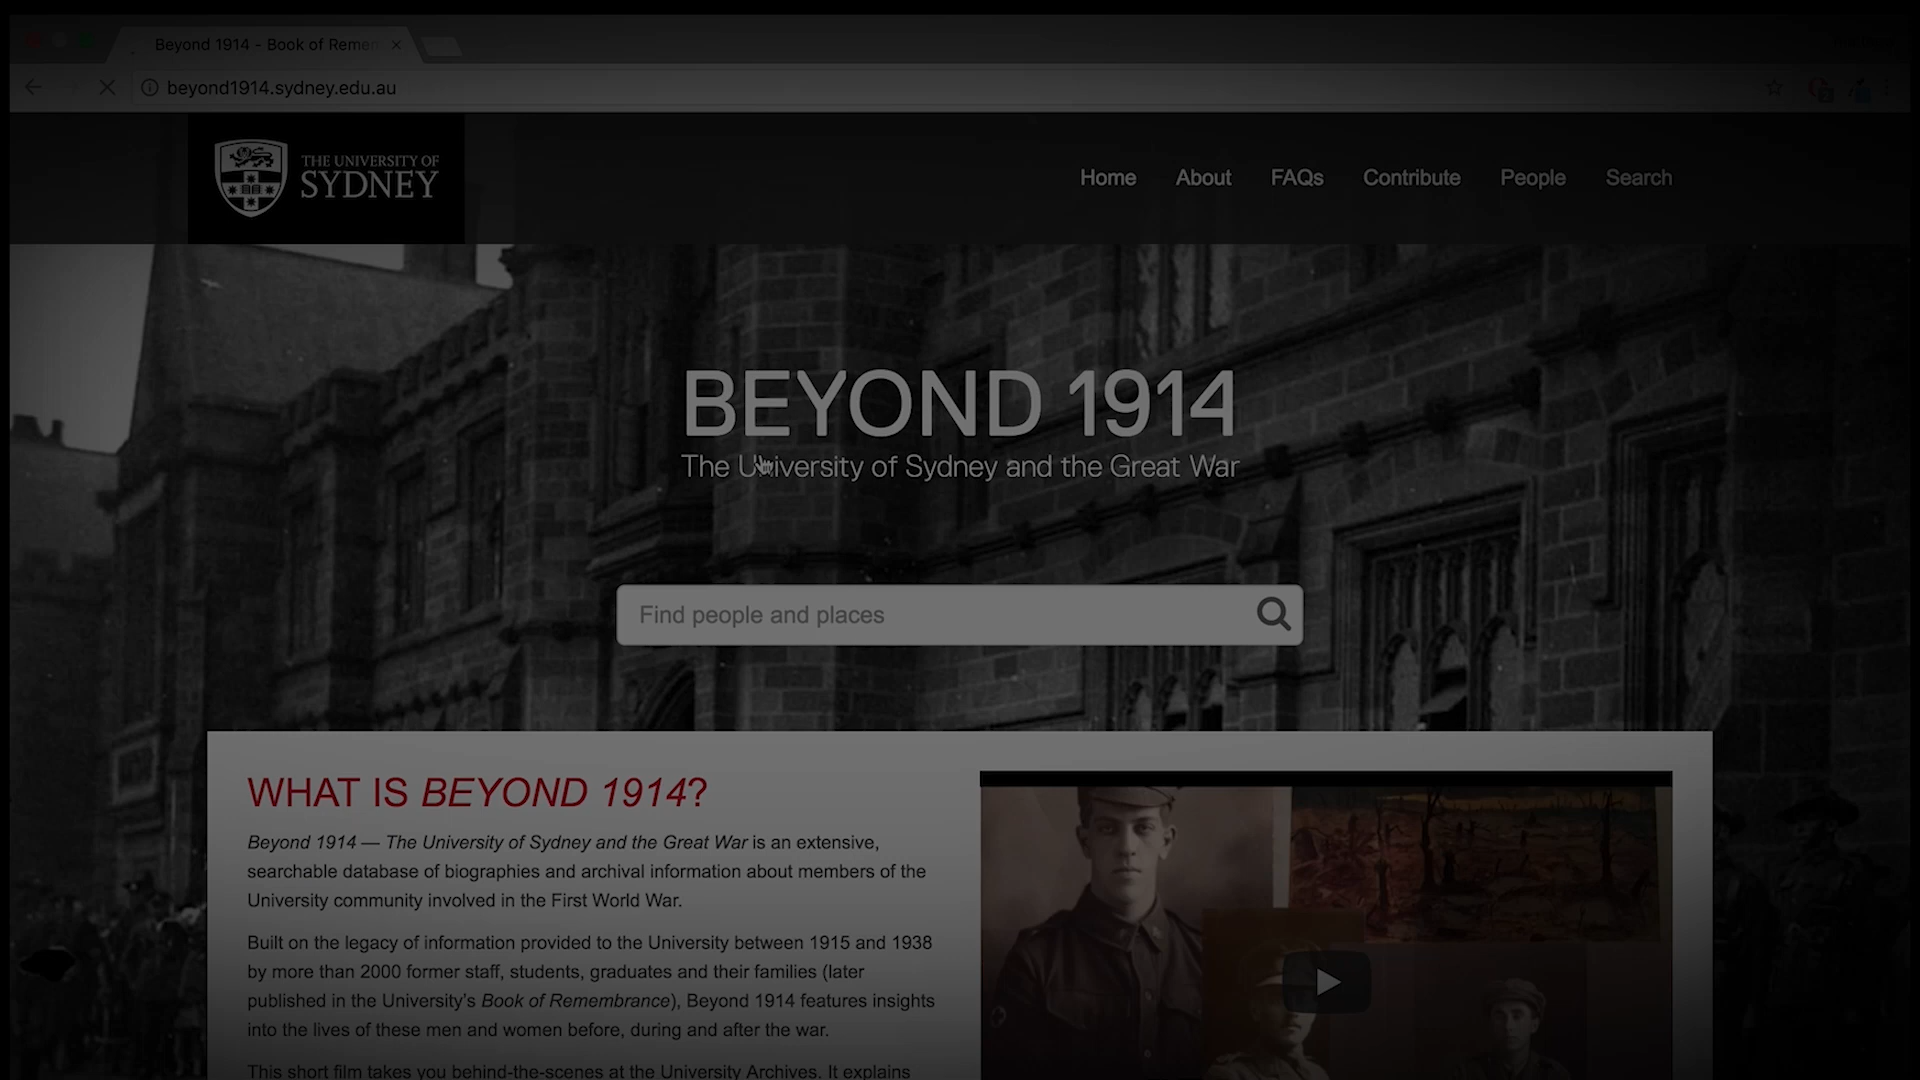 Beyond 1914 - Book of Remem
beyond1914.sydney.edu.au
THE UNIVERSITY OF
SYDNEY
Home About FAQs Contribute People Search
BEYOND 1914
The University of Sydney and the Great War
Find people and places
WHAT IS BEYOND 1914?
Beyond 1914 — The University of Sydney and the Great War is an extensive,
searchable database of biographies and archival information about members of the
University community involved in the First World War.
Built on the legacy of information provided to the University between 1915 and 1938
by more than 2000 former staff, students, graduates and their families (later
published in the University's Book of Remembrance), Beyond 1914 features insights
into the lives of these men and women before, during and after the war.
This short film takes you behind-the-scenes at the University Archives. It explains